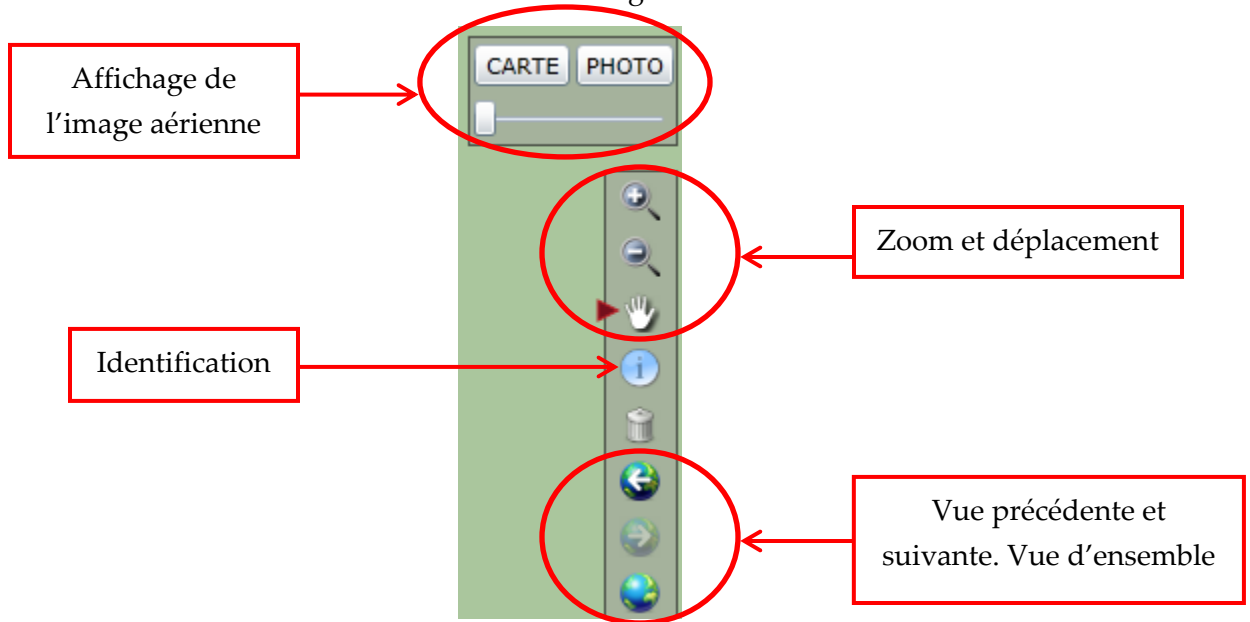 Affichage de
l’image aérienne
CARTE PHOTO
Zoom et déplacement
Identification
i
Vue précédente et
suivante. Vue d’ensemble